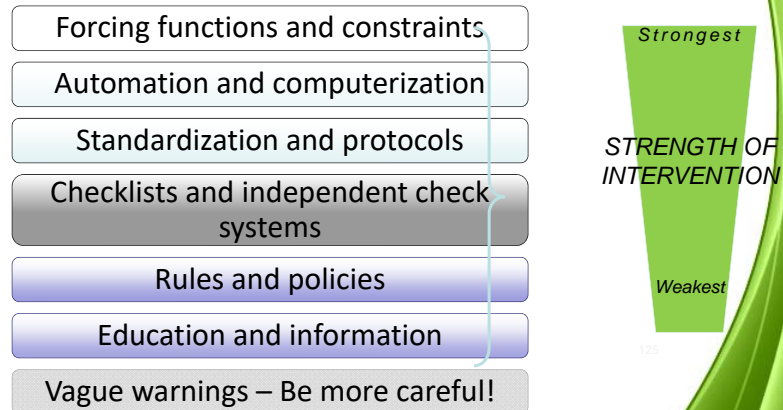 Forcing functions and constraints
Automation and computerization
Standardization and protocols
Checklists and independent check
systems
Rules and policies
Education and information
Vague warnings – Be more careful!
Strongest
STRENGTH OF
INTERVENTION
Weakest
125